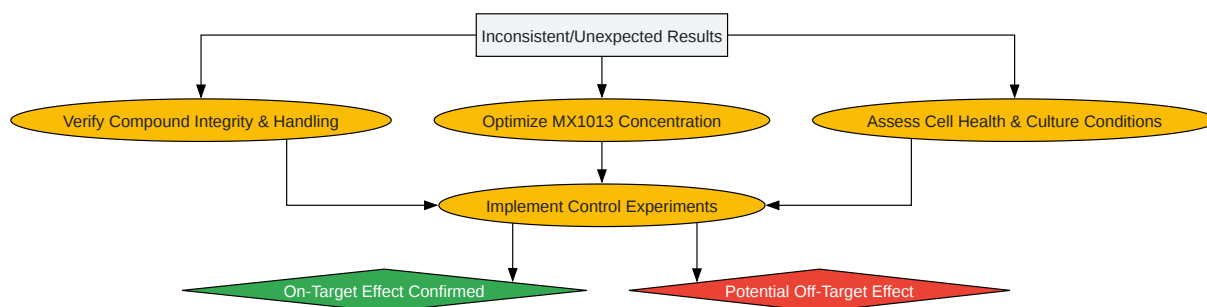 Inconsistent/Unexpected Results
Verify Compound Integrity & Handling
Optimize MX1013 Concentration
Assess Cell Health & Culture Conditions
Implement Control Experiments
On-Target Effect Confirmed
Potential Off-Target Effect